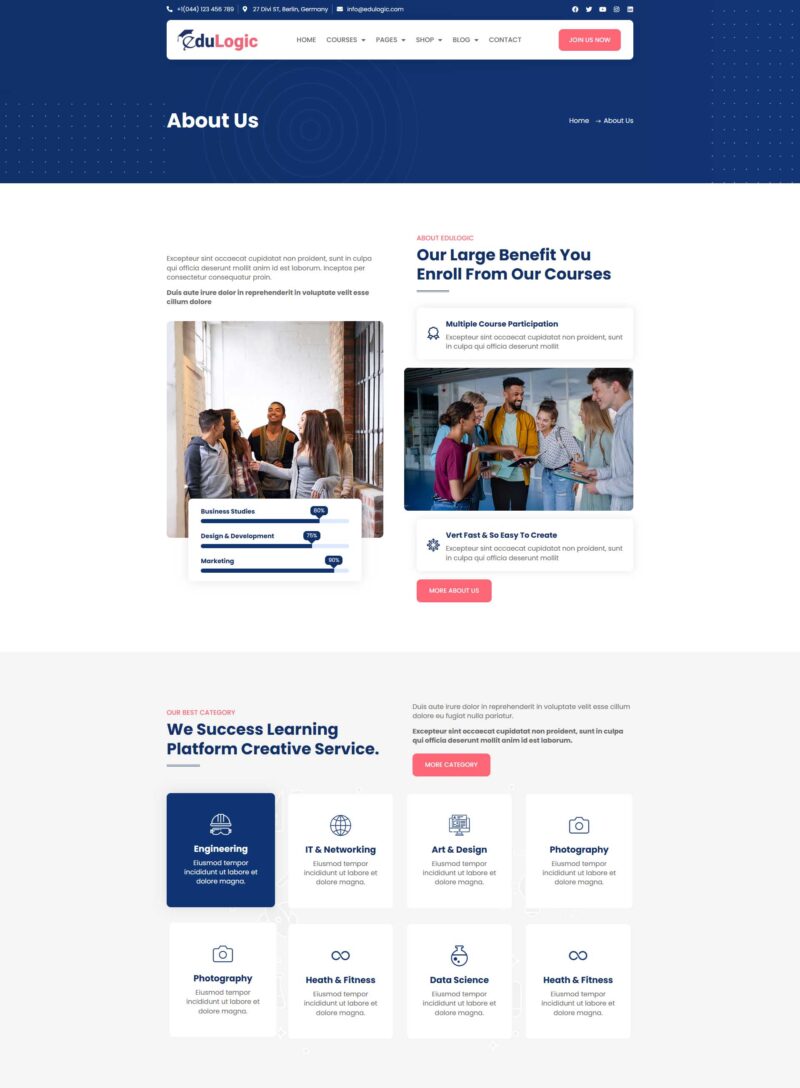 +1(044) 123 456 789
27 Divi ST, Berlin, Germany
info@edulogic.com
eduLogic
HOME COURSES PAGES SHOP BLOG CONTACT
JOIN US NOW
About Us
Home → About Us
Excepteur sint occaecat cupidatat non proident, sunt in culpa
qui officia deserunt mollit anim id est laborum. Inceptos per
consectetur consequatur proin.
Duis aute irure dolor in reprehenderit in voluptate velit esse
cillum dolore
Business Studies
80%
Design & Development
75%
Marketing
90%
ABOUT EDULOGIC
Our Large Benefit You
Enroll From Our Courses
Multiple Course Participation
Excepteur sint occaecat cupidatat non proident, sunt
in culpa qui officia deserunt mollit
Vert Fast & So Easy To Create
Excepteur sint occaecat cupidatat non proident, sunt
in culpa qui officia deserunt mollit
MORE ABOUT US
OUR BEST CATEGORY
We Success Learning
Platform Creative Service.
Duis aute irure dolor in reprehenderit in voluptate velit esse cillum
dolore eu fugiat nulla pariatur.
Excepteur sint occaecat cupidatat non proident, sunt in culpa
qui officia deserunt mollit anim id est laborum.
MORE CATEGORY
Engineering
Eiusmod tempor
incididunt ut labore et
dolore magna.
IT & Networking
Eiusmod tempor
incididunt ut labore et
dolore magna.
Art & Design
Eiusmod tempor
incididunt ut labore et
dolore magna.
Photography
Eiusmod tempor
incididunt ut labore et
dolore magna.
Photography
Eiusmod tempor
incididunt ut labore et
dolore magna.
Heath & Fitness
Eiusmod tempor
incididunt ut labore et
dolore magna.
Data Science
Eiusmod tempor
incididunt ut labore et
dolore magna.
Heath & Fitness
Eiusmod tempor
incididunt ut labore et
dolore magna.